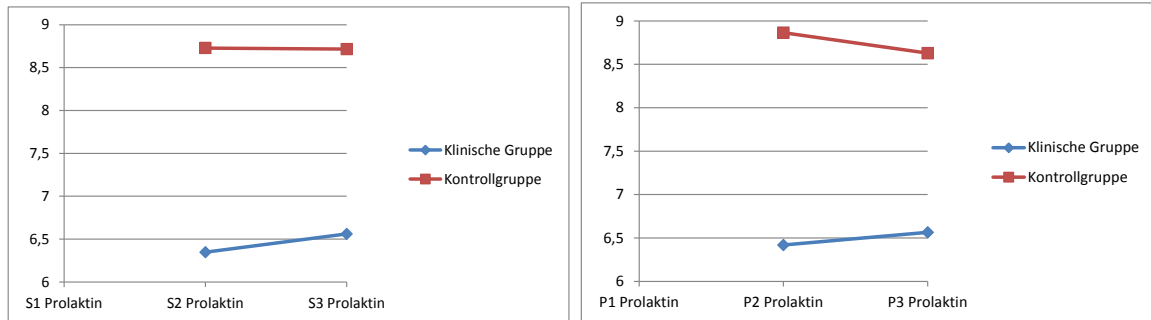 9
8,5
8
7,5
7
6,5
6
S1 Prolaktin S2 Prolaktin S3 Prolaktin
Klinische Gruppe
Kontrollgruppe
9
8,5
8
7,5
7
6,5
6
P1 Prolaktin P2 Prolaktin P3 Prolaktin
Klinische Gruppe
Kontrollgruppe